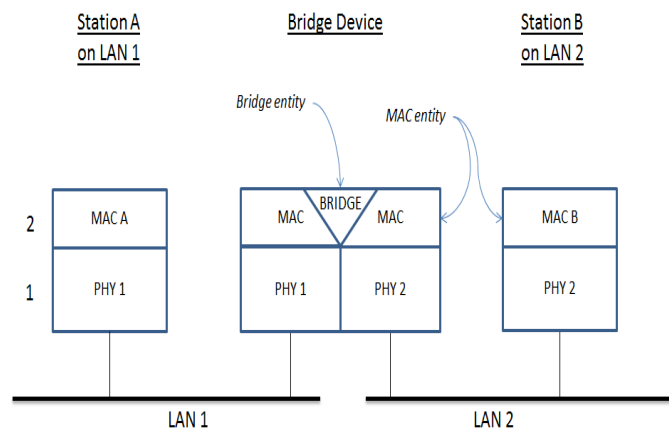 Station A
on LAN 1
Bridge Device
Station B
on LAN 2
Bridge entity
MAC entity
2
MAC A
MAC
BRIDGE
MAC
MAC B
1
PHY 1
PHY 1
PHY 2
PHY 2
LAN 1
LAN 2